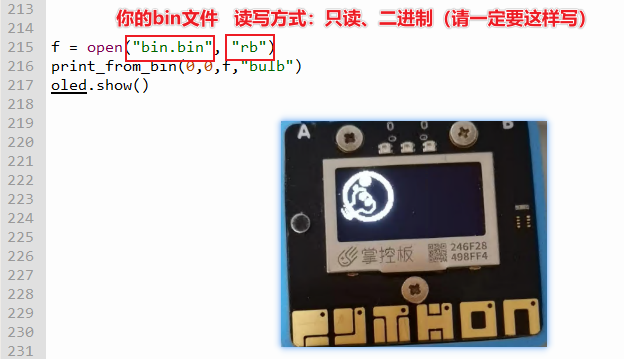 213
你的bin文件 读写方式：只读、二进制（请一定要这样写）
214
215 f = open("bin.bin", "rb")
216 print_from_bin(0,0,f,"bulb")
217 oled.show()
218
219
220
221
222
223
224
225
226
227
228
229
230
231
A B
掌控板
246F28
498FF4
PYTHON